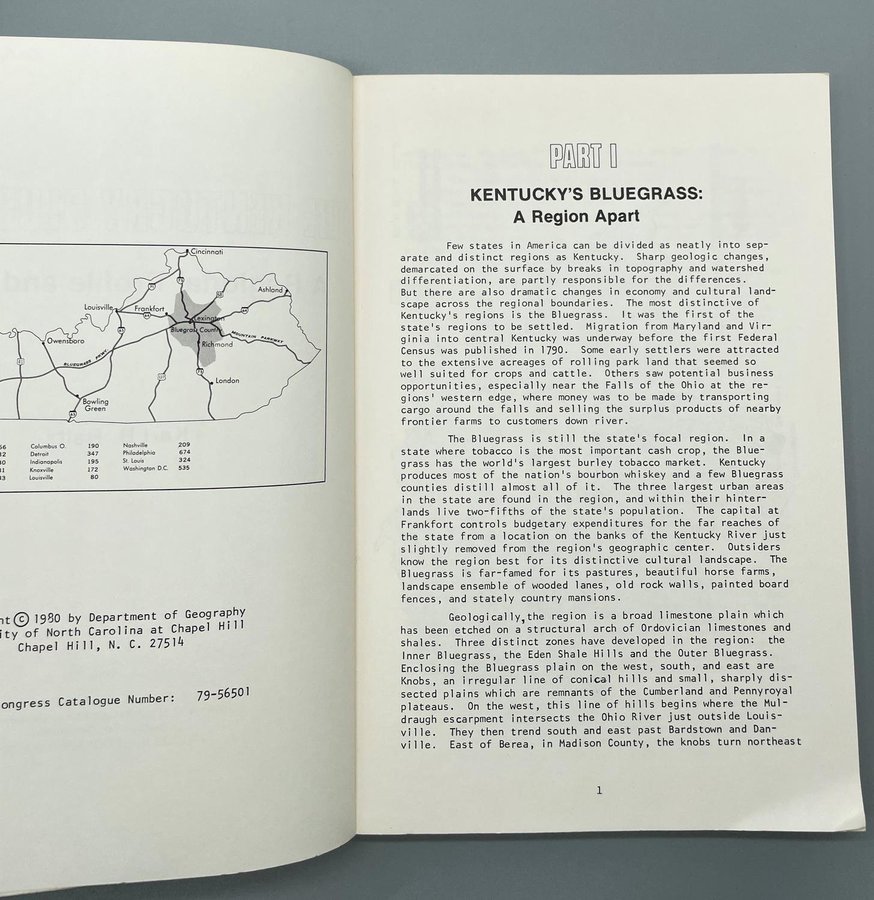 Cincinnati
Ashland
Louisville
Frankfort
Lexington
Bluegrass Country
MOUNTAIN PARKWAY
Owensboro
Richmond
BLUEGRASS PKWY.
London
Bowling
Green
Columbus O. 190 Nashville 209
Detroit 347 Philadelphia 674
Indianapolis 195 St. Louis 324
Knoxville 172 Washington D.C. 535
Louisville 80
© 1980 by Department of Geography
of North Carolina at Chapel Hill
Chapel Hill, N. C. 27514
Catalogue Number: 79-56501
PART I
KENTUCKY'S BLUEGRASS:
A Region Apart
Few states in America can be divided as neatly into sep-
arate and distinct regions as Kentucky. Sharp geologic changes,
demarcated on the surface by breaks in topography and watershed
differentiation, are partly responsible for the differences.
But there are also dramatic changes in economy and cultural land-
scape across the regional boundaries. The most distinctive of
Kentucky's regions is the Bluegrass. It was the first of the
state's regions to be settled. Migration from Maryland and Vir-
ginia into central Kentucky was underway before the first Federal
Census was published in 1790. Some early settlers were attracted
to the extensive acreages of rolling park land that seemed so
well suited for crops and cattle. Others saw potential business
opportunities, especially near the Falls of the Ohio at the re-
gions' western edge, where money was to be made by transporting
cargo around the falls and selling the surplus products of nearby
frontier farms to customers down river.
The Bluegrass is still the state's focal region. In a
state where tobacco is the most important cash crop, the Blue-
grass has the world's largest burley tobacco market. Kentucky
produces most of the nation's bourbon whiskey and a few Bluegrass
counties distill almost all of it. The three largest urban areas
in the state are found in the region, and within their hinter-
lands live two-fifths of the state's population. The capital at
Frankfort controls budgetary expenditures for the far reaches of
the state from a location on the banks of the Kentucky River just
slightly removed from the region's geographic center. Outsiders
know the region best for its distinctive cultural landscape. The
Bluegrass is far-famed for its pastures, beautiful horse farms,
landscape ensemble of wooded lanes, old rock walls, painted board
fences, and stately country mansions.
Geologically, the region is a broad limestone plain which
has been etched on a structural arch of Ordovician limestones and
shales. Three distinct zones have developed in the region: the
Inner Bluegrass, the Eden Shale Hills and the Outer Bluegrass.
Enclosing the Bluegrass plain on the west, south, and east are
Knobs, an irregular line of conical hills and small, sharply dis-
sected plains which are remnants of the Cumberland and Pennyroyal
plateaus. On the west, this line of hills begins where the Mul-
draugh escarpment intersects the Ohio River just outside Louis-
ville. They then trend south and east past Bardstown and Dan-
ville. East of Berea, in Madison County, the knobs turn northeast
1